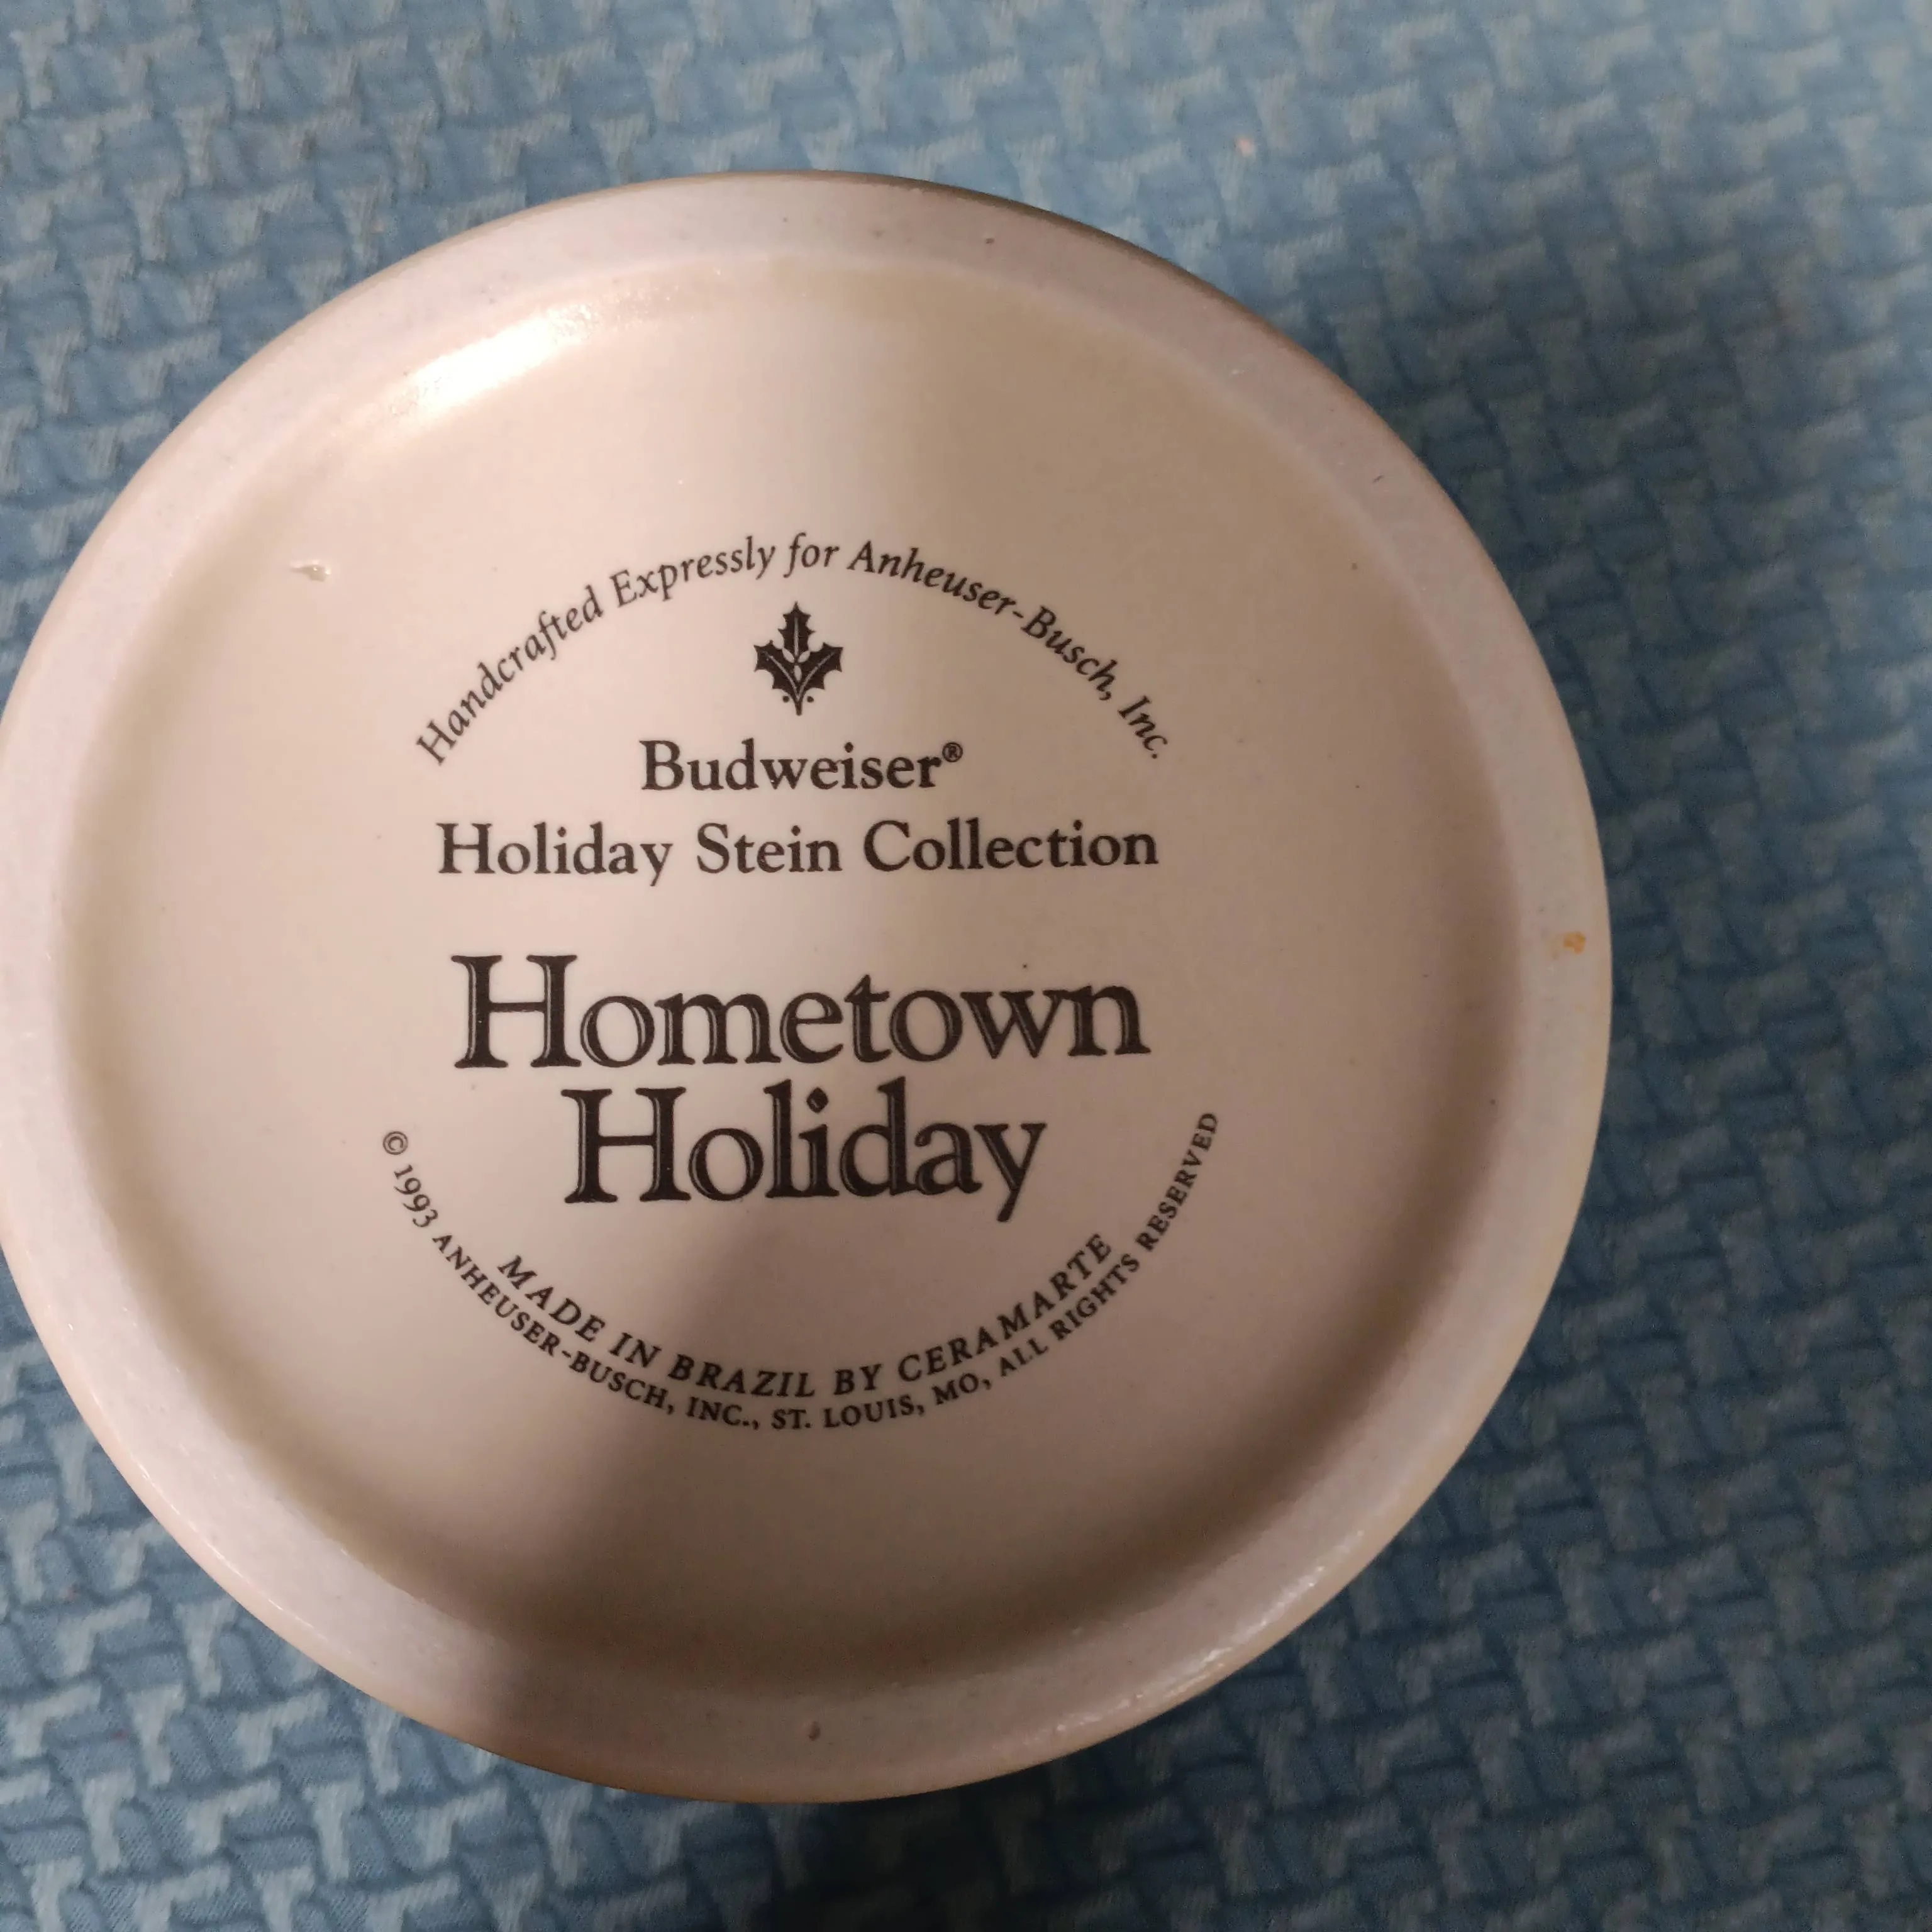 Handcrafted Expressly for Anheuser-Busch, Inc.
Budweiser®
Holiday Stein Collection
Hometown
Holiday
MADE IN BRAZIL BY CERAMARTE
© 1993 ANHEUSER-BUSCH, INC., ST. LOUIS, MO, ALL RIGHTS RESERVED